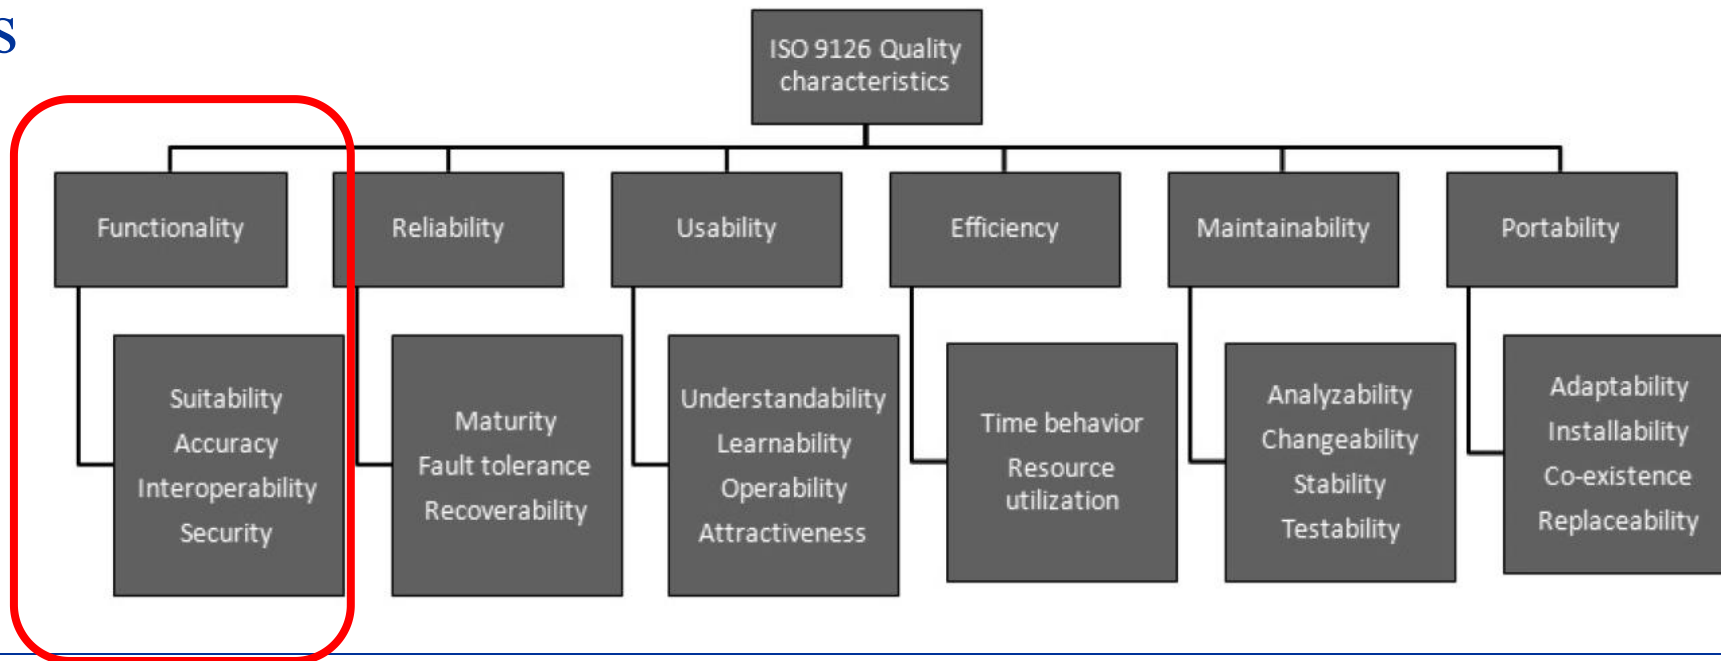 s
ISO 9126 Quality
characteristics
Functionality
Reliability
Usability
Efficiency
Maintainability
Portability
Suitability
Accuracy
Interoperability
Security
Maturity
Fault tolerance
Recoverability
Understandability
Learnability
Operability
Attractiveness
Time behavior
Resource
utilization
Analyzability
Changeability
Stability
Testability
Adaptability
Installability
Co-existence
Replaceability